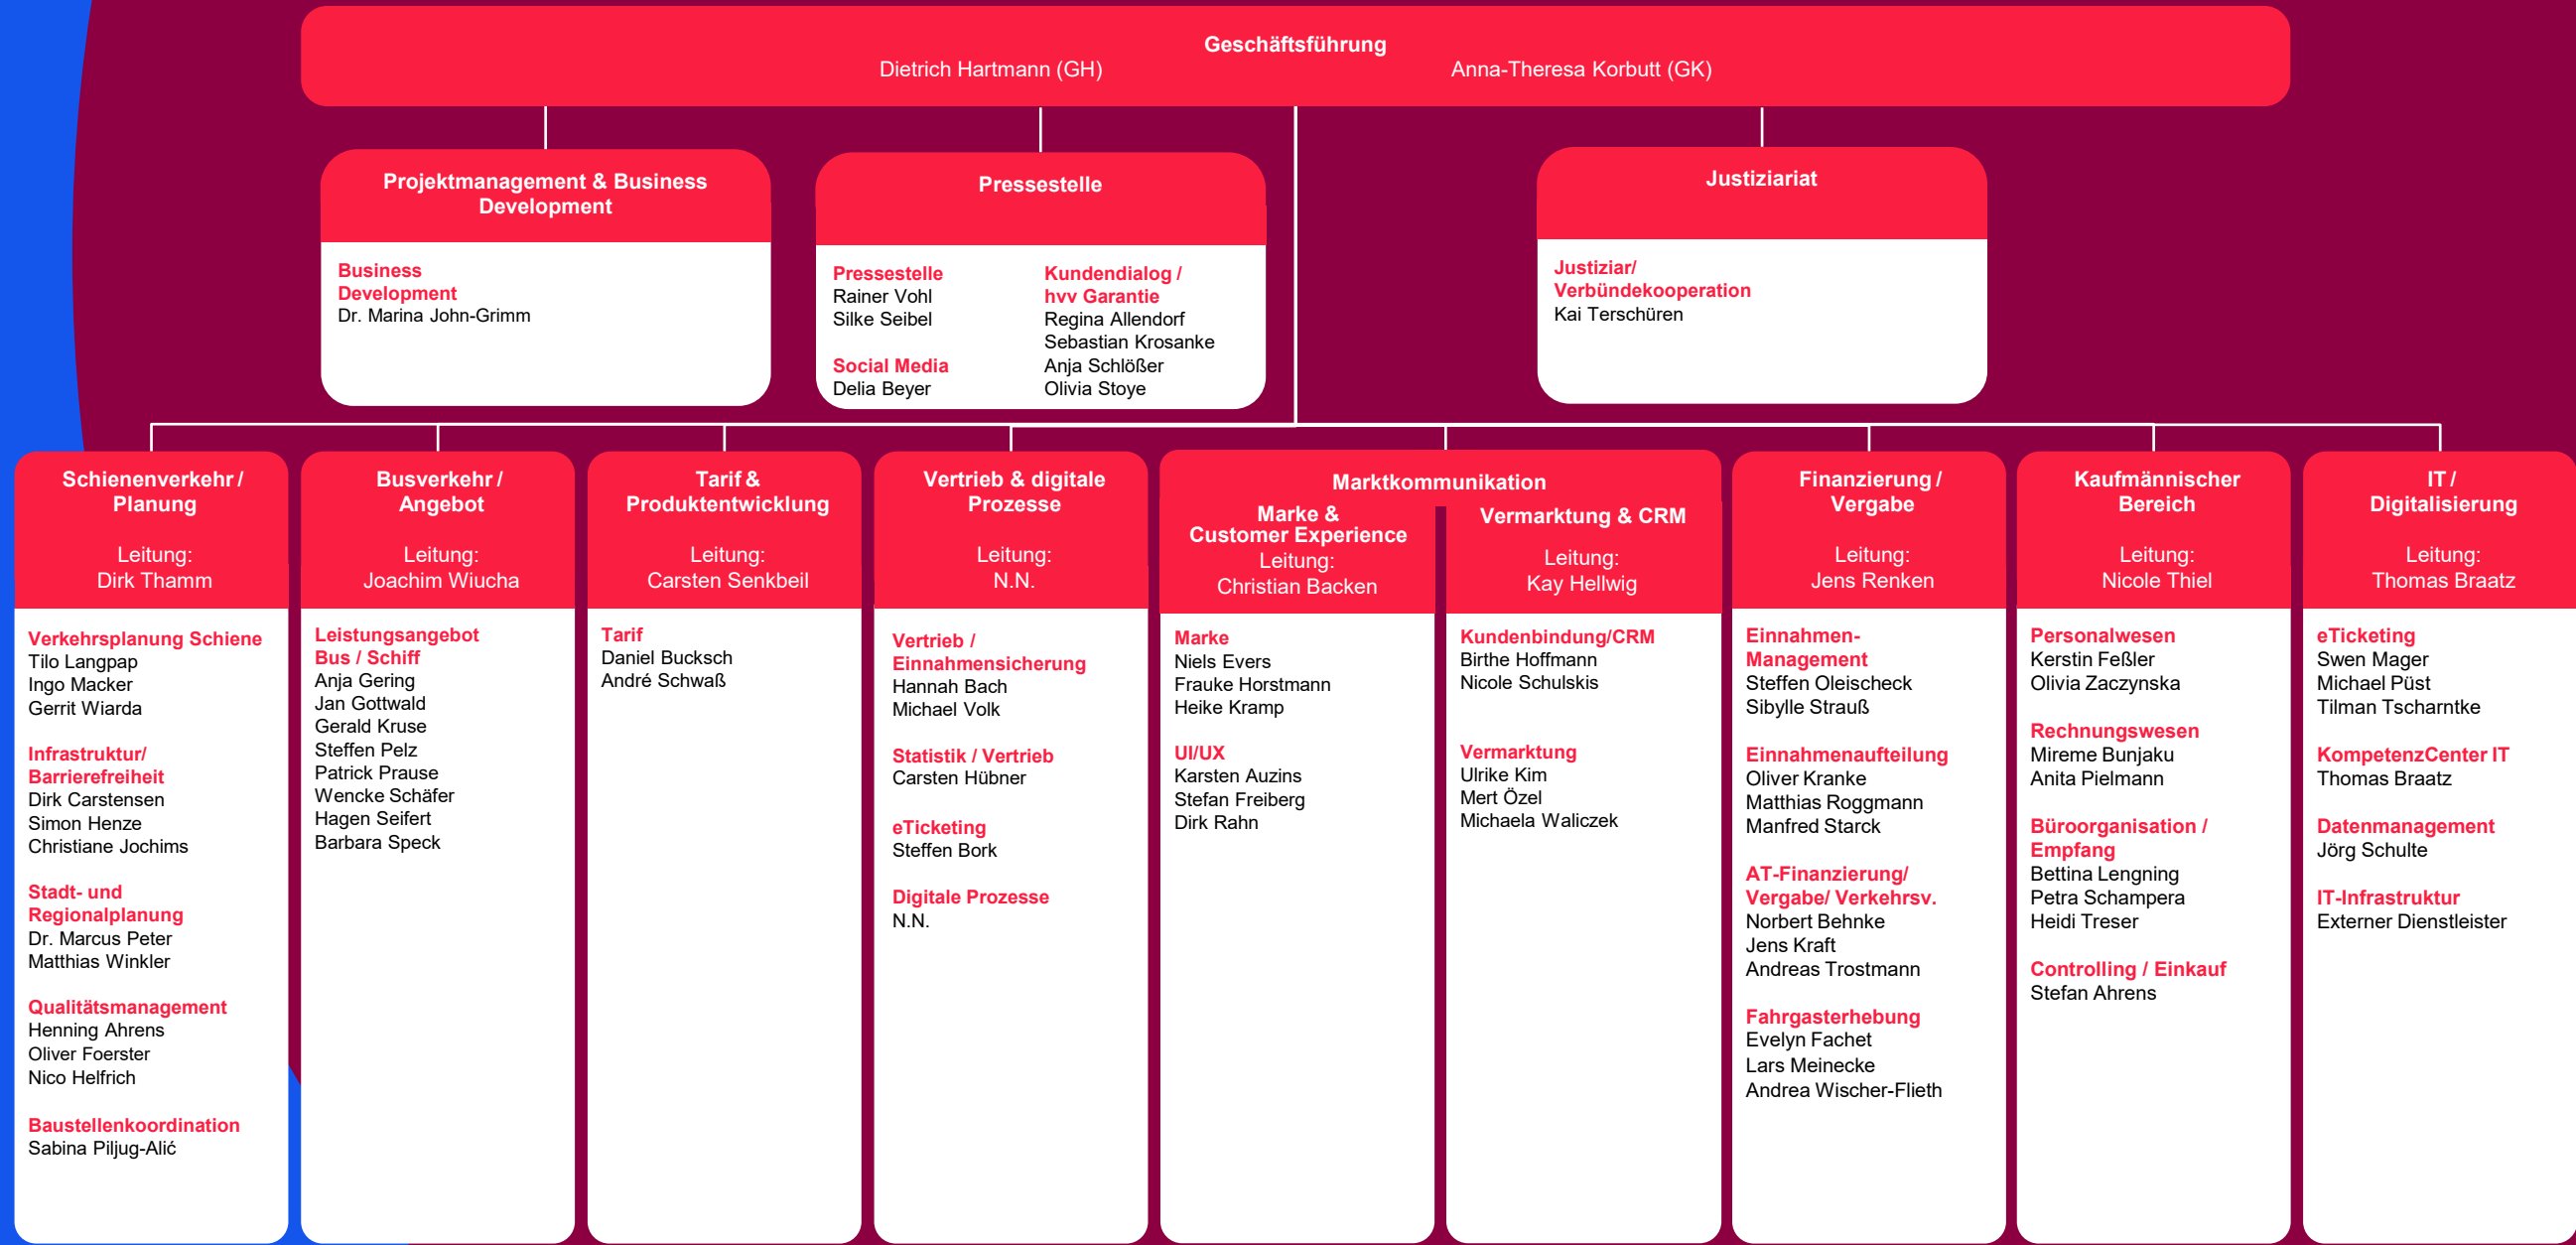 Geschäftsführung
Dietrich Hartmann (GH)
Anna-Theresa Korbutt (GK)
Projektmanagement & Business
Development
Business
Development
Dr. Marina John-Grimm
Pressestelle
Pressestelle
Rainer Vohl
Silke Seibel
Social Media
Delia Beyer
Kundendialog /
hvv Garantie
Regina Allendorf
Sebastian Krosanke
Anja Schlößer
Olivia Stoye
Justiziariat
Justiziar/
Verbündekooperation
Kai Terschüren
Schienenverkehr /
Planung
Leitung:
Dirk Thamm
Verkehrsplanung Schiene
Tilo Langpap
Ingo Macker
Gerrit Wiarda
Infrastruktur/
Barrierefreiheit
Dirk Carstensen
Simon Henze
Christiane Jochims
Stadt- und
Regionalplanung
Dr. Marcus Peter
Matthias Winkler
Qualitätsmanagement
Henning Ahrens
Oliver Foerster
Nico Helfrich
Baustellenkoordination
Sabina Piljug-Alić
Busverkehr /
Angebot
Leitung:
Joachim Wiucha
Leistungsangebot
Bus / Schiff
Anja Gering
Jan Gottwald
Gerald Kruse
Steffen Pelz
Patrick Prause
Wencke Schäfer
Hagen Seifert
Barbara Speck
Tarif &
Produktentwicklung
Leitung:
Carsten Senkbeil
Tarif
Daniel Bucksch
André Schwaß
Vertrieb & digitale
Prozesse
Leitung:
N.N.
Vertrieb /
Einnahmensicherung
Hannah Bach
Michael Volk
Statistik / Vertrieb
Carsten Hübner
eTicketing
Steffen Bork
Digitale Prozesse
N.N.
Marktkommunikation
Marke &
Customer Experience
Leitung:
Christian Backen
Marke
Niels Evers
Frauke Horstmann
Heike Kramp
UI/UX
Karsten Auzins
Stefan Freiberg
Dirk Rahn
Vermarktung & CRM
Leitung:
Kay Hellwig
Kundenbindung/CRM
Birthe Hoffmann
Nicole Schulskis
Vermarktung
Ulrike Kim
Mert Özel
Michaela Waliczek
Finanzierung /
Vergabe
Leitung:
Jens Renken
Einnahmen-
Management
Steffen Oleischeck
Sibylle Strauß
Einnahmenaufteilung
Oliver Kranke
Matthias Roggmann
Manfred Starck
AT-Finanzierung/
Vergabe/ Verkehrsv.
Norbert Behnke
Jens Kraft
Andreas Trostmann
Fahrgasterhebung
Evelyn Fachet
Lars Meinecke
Andrea Wischer-Flieth
Kaufmännischer
Bereich
Leitung:
Nicole Thiel
Personalwesen
Kerstin Feßler
Olivia Zaczynska
Rechnungswesen
Mireme Bunjaku
Anita Pielmann
Büroorganisation /
Empfang
Bettina Lengning
Petra Schampera
Heidi Treser
Controlling / Einkauf
Stefan Ahrens
IT /
Digitalisierung
Leitung:
Thomas Braatz
eTicketing
Swen Mager
Michael Püst
Tilman Tscharntke
KompetenzCenter IT
Thomas Braatz
Datenmanagement
Jörg Schulte
IT-Infrastruktur
Externer Dienstleister